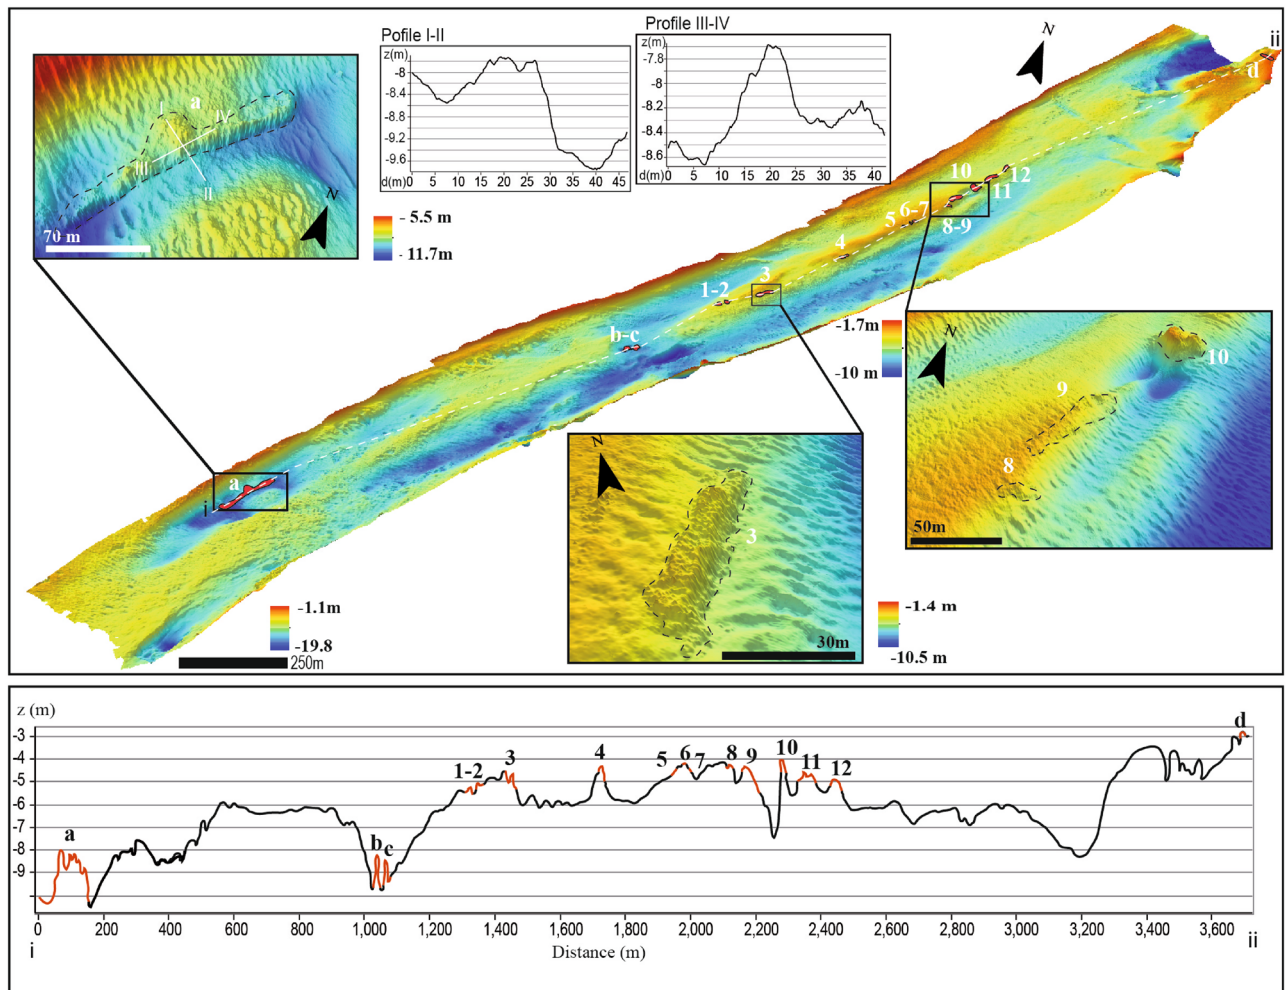 Pofile I-II
z(m)
-8
-8.4
-8.8
-9.2
-9.6
d(m)
0
5
10
15
20
25
30
35
40
45
Profile III-IV
z(m)
-7.8
-8
-8.2
-8.4
-8.6
d(m)
0
5
10
15
20
25
30
35
40
N
ii
d
I
a
IV
III
II
N
70 m
- 5.5 m
- 11.7m
10
12
11
6-7
5
8-9
4
3
1-2
b-c
a
i
-1.7m
-10 m
N
10
9
8
50m
N
3
30m
-1.4 m
-10.5 m
-1.1m
-19.8
250m
z (m)
-3
-4
-5
-6
-7
-8
-9
a
b
c
1-2
3
4
5
6
7
8
9
10
11
12
d
0
200
400
600
800
1,000
1,200
1,400
1,600
1,800
2,000
2,200
2,400
2,600
2,800
3,000
3,200
3,400
3,600
i
Distance (m)
ii